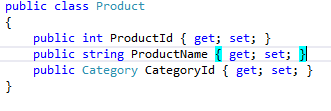 public class Product
{
public int ProductId { get; set; }
public string ProductName { get; set; }
public Category CategoryId { get; set; }
}